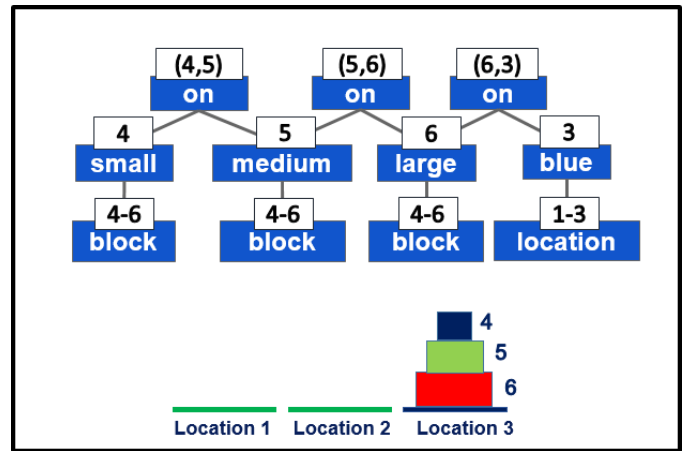 (4,5) (5,6) (6,3)
on on on
4 5 6 3
small medium large blue
4-6 4-6 4-6 1-3
block block block location
4
5
6
Location 1 Location 2 Location 3